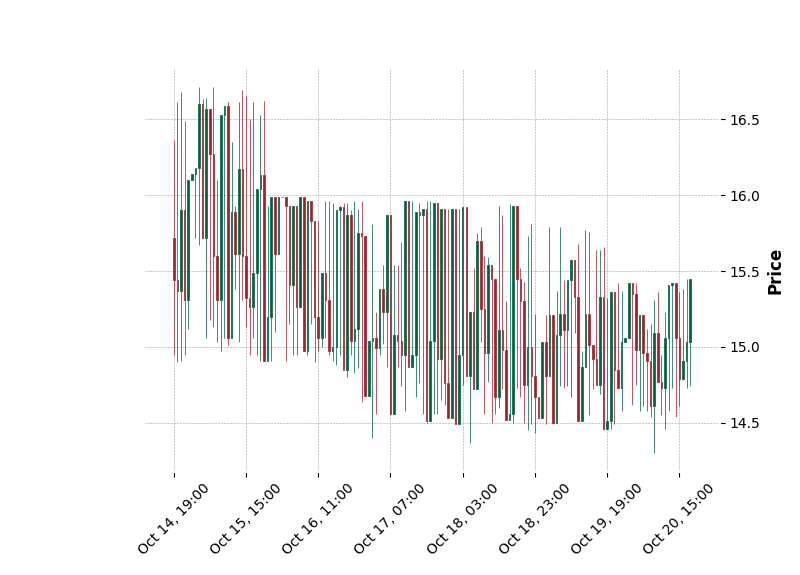 16.5
16.0
15.5
15.0
14.5
Price
Oct 14, 19:00
Oct 15, 15:00
Oct 16, 11:00
Oct 17, 07:00
Oct 18, 03:00
Oct 18, 23:00
Oct 19, 19:00
Oct 20, 15:00